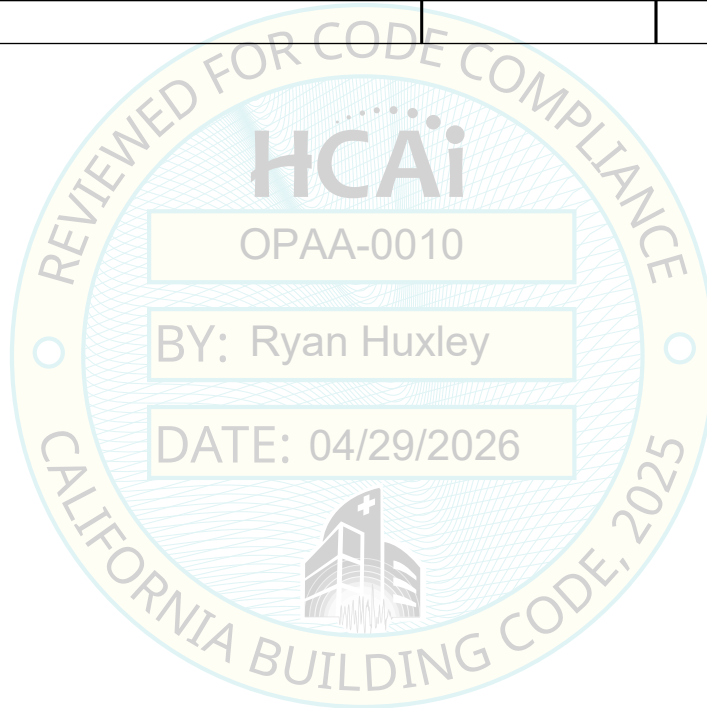 REVIEWED FOR CODE COMPLIANCE
HCAi
OPAA-0010
BY: Ryan Huxley
DATE: 04/29/2026
CALIFORNIA BUILDING CODE, 2025